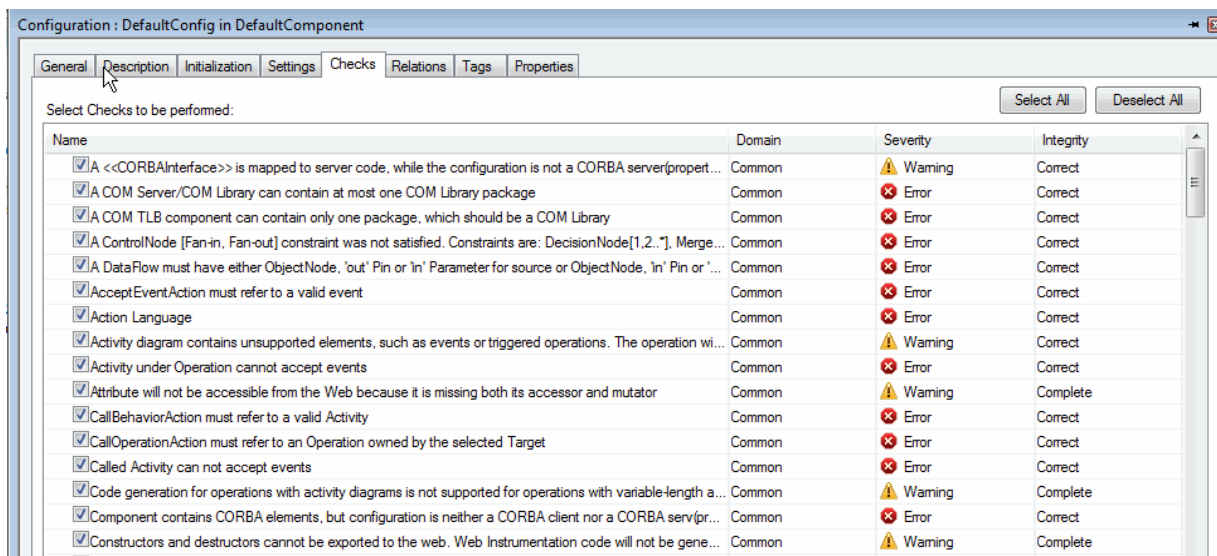 Configuration : DefaultConfig in DefaultComponent
General Description Initialization Settings Checks Relations Tags Properties
Select Checks to be performed: Select All Deselect All
Name Domain Severity Integrity
A <<CORBAInterface>> is mapped to server code, while the configuration is not a CORBA server(propert... Common Warning Correct
A COM Server/COM Library can contain at most one COM Library package Common Error Correct
A COM TLB component can contain only one package, which should be a COM Library Common Error Correct
A ControlNode [Fan-in, Fan-out] constraint was not satisfied. Constraints are: DecisionNode[1,2..*], Merge... Common Error Correct
A DataFlow must have either ObjectNode, 'out' Pin or 'in' Parameter for source or ObjectNode, 'in' Pin or '... Common Error Correct
AcceptEventAction must refer to a valid event Common Error Correct
Action Language Common Error Correct
Activity diagram contains unsupported elements, such as events or triggered operations. The operation wi... Common Warning Correct
Activity under Operation cannot accept events Common Error Correct
Attribute will not be accessible from the Web because it is missing both its accessor and mutator Common Warning Complete
CallBehaviorAction must refer to a valid Activity Common Error Correct
CallOperationAction must refer to an Operation owned by the selected Target Common Error Correct
Called Activity can not accept events Common Error Correct
Code generation for operations with activity diagrams is not supported for operations with variable-length a... Common Warning Complete
Component contains CORBA elements, but configuration is neither a CORBA client nor a CORBA serv(pr... Common Error Correct
Constructors and destructors cannot be exported to the web. Web Instrumentation code will not be gene... Common Warning Complete